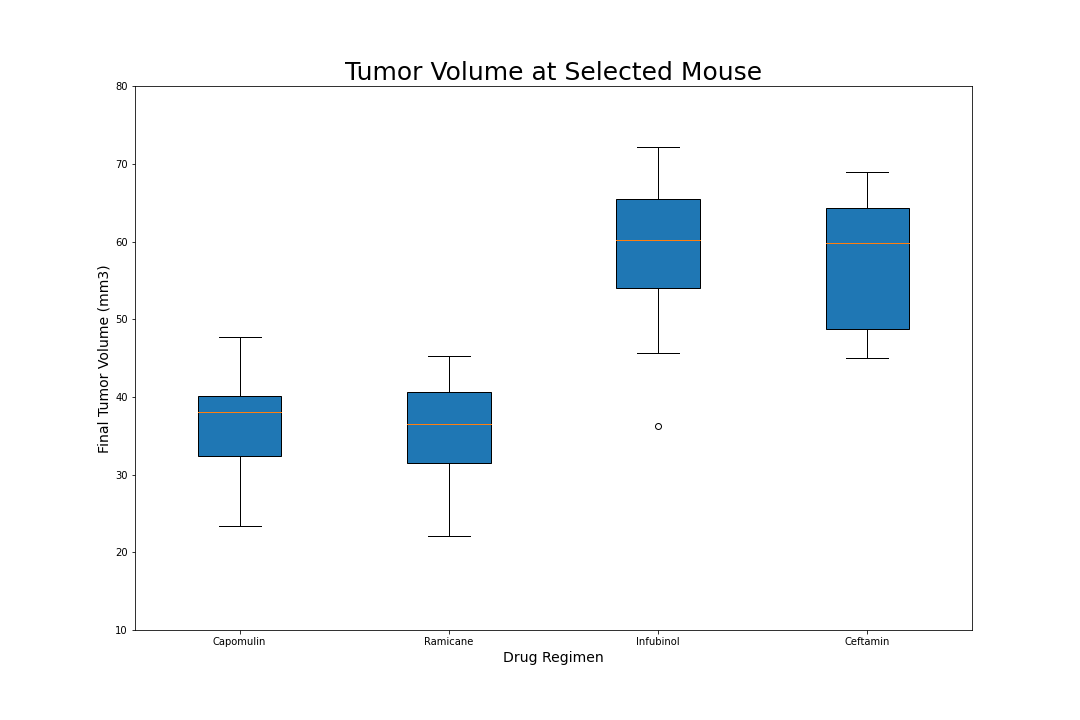 Tumor Volume at Selected Mouse
Final Tumor Volume (mm3)
80
70
60
50
40
30
20
10
Capomulin Ramicane Infubinol Ceftamin
Drug Regimen